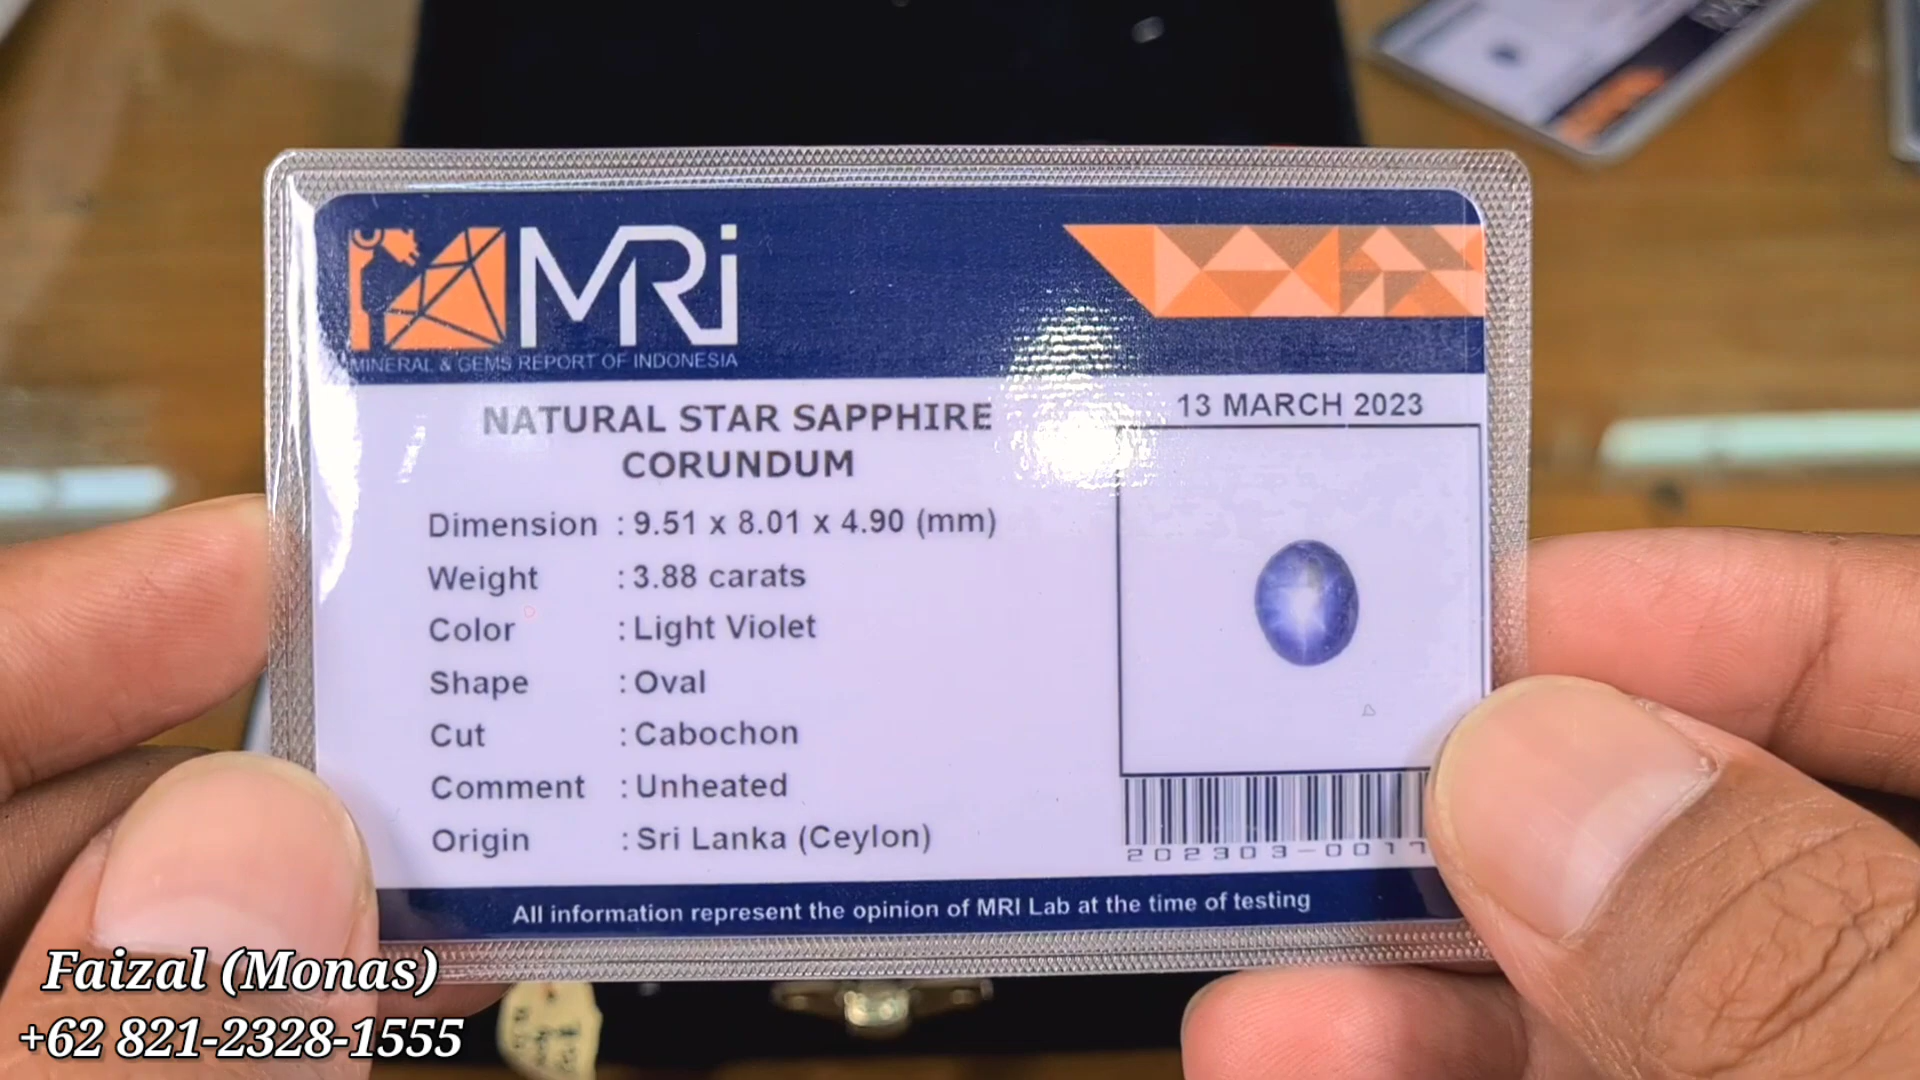 MRi
MINERAL & GEMS REPORT OF INDONESIA
13 MARCH 2023
NATURAL STAR SAPPHIRE
CORUNDUM
Dimension : 9.51 x 8.01 x 4.90 (mm)
Weight : 3.88 carats
Color : Light Violet
Shape : Oval
Cut : Cabochon
Comment : Unheated
Origin : Sri Lanka (Ceylon)
202303-0017
All information represent the opinion of MRI Lab at the time of testing
Faizal (Monas)
+62 821-2328-1555